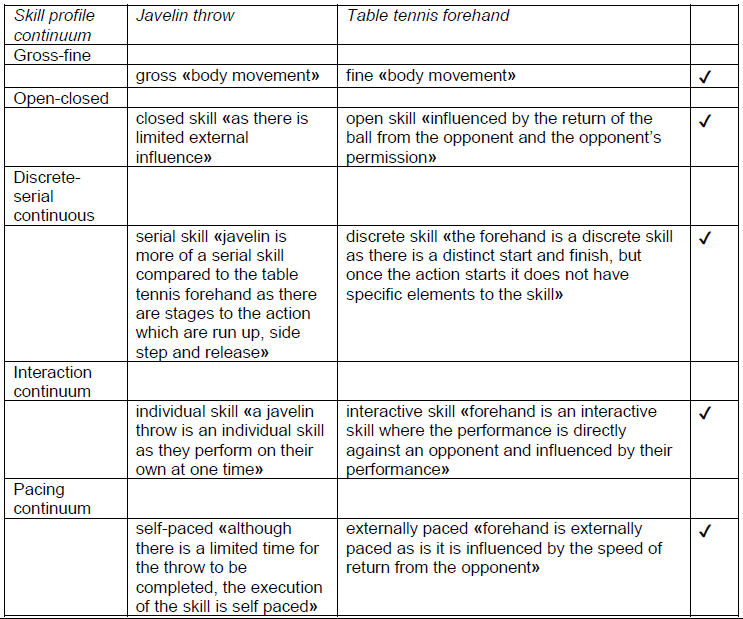 Skill profile continuum	Javelin throw	Table tennis forehand
Gross-fine
gross «body movement»	fine «body movement»	✓
Open-closed
closed skill «as there is	open skill «influenced by the return of the	✓
limited external	ball from the opponent and the opponent's
influence»	permission»
Discrete-
serial
continuous
serial skill «javelin is	discrete skill «the forehand is a discrete skill	✓
more of a serial skill	as there is a distinct start and finish, but
compared to the table	once the action starts it does not have
tennis forehand as there	specific elements to the skill»
are stages to the action
which are run up, side
step and release»
Interaction
continuum
individual skill «a javelin	interactive skill «forehand is an interactive	✓
throw is an individual skill	skill where the performance is directly
as they perform on their	against an opponent and influenced by their
own at one time»	performance»
Pacing
continuum
self-paced «although	externally paced «forehand is externally	✓
there is a limited time for	paced as is it is influenced by the speed of
the throw to be	return from the opponent»
completed, the execution
of the skill is self paced»